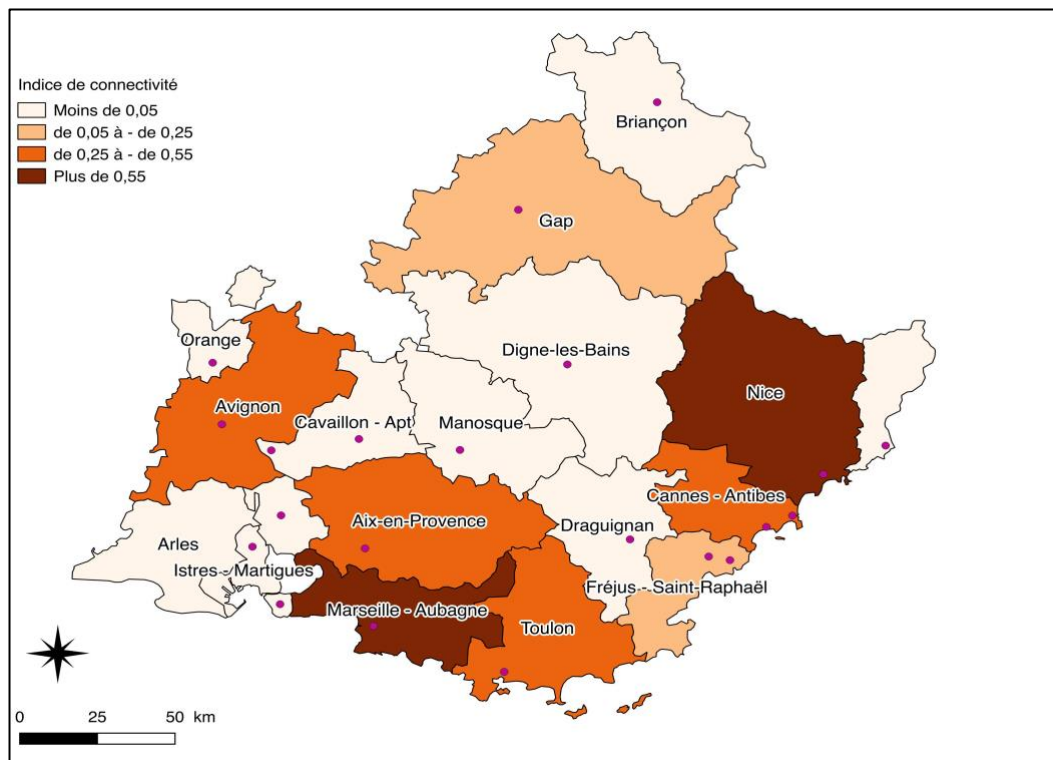 Indice de connectivité
Moins de 0,05
de 0,05 à - de 0,25
de 0,25 à - de 0,55
Plus de 0,55
Briançon
Gap
Orange
Digne-les-Bains
Nice
Avignon
Cavaillon - Apt
Manosque
Cannes - Antibes
Aix-en-Provence
Draguignan
Arles
Istres - Martigues
Fréjus - Saint-Raphaël
Marseille - Aubagne
Toulon
0 25 50 km